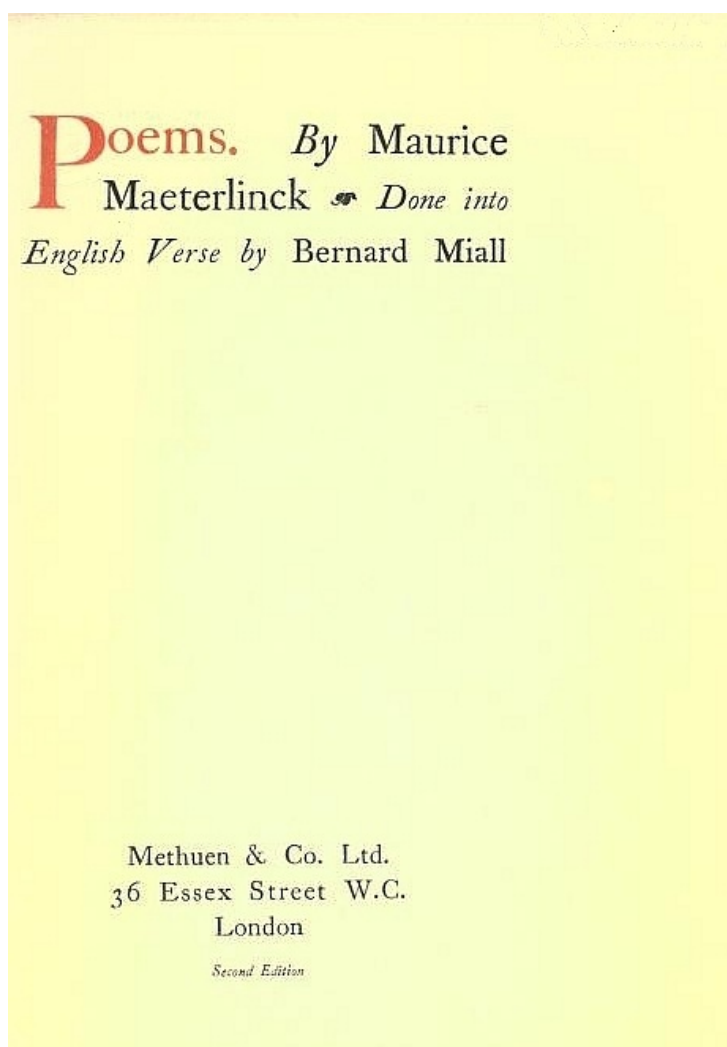 Poems. By Maurice
Maeterlinck Done into
English Verse by Bernard Miall
Methuen & Co. Ltd.
36 Essex Street W.C.
London
Second Edition